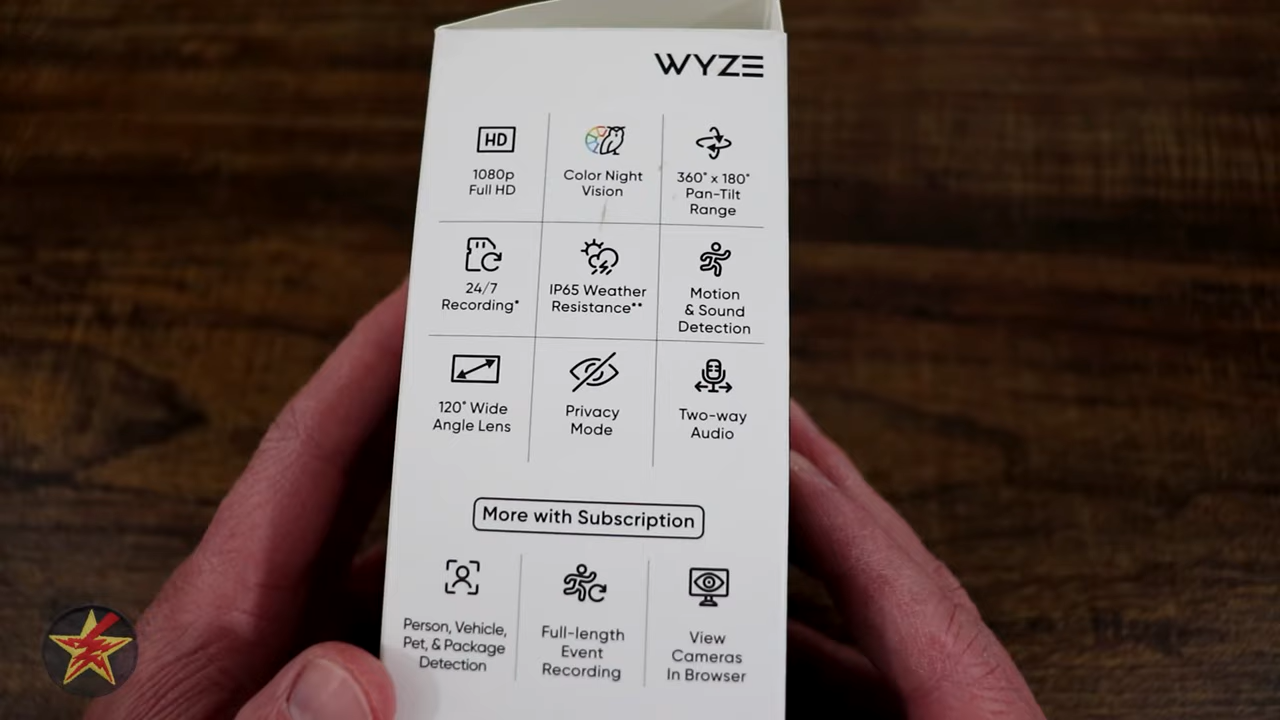 WYZE
HD
1080p
Full HD
Color Night
Vision
360° x 180°
Pan-Tilt
Range
24/7
Recording*
IP65 Weather
Resistance**
Motion
& Sound
Detection
120° Wide
Angle Lens
Privacy
Mode
Two-way
Audio
More with Subscription
Person, Vehicle,
Pet, & Package
Detection
Full-length
Event
Recording
View
Cameras
In Browser